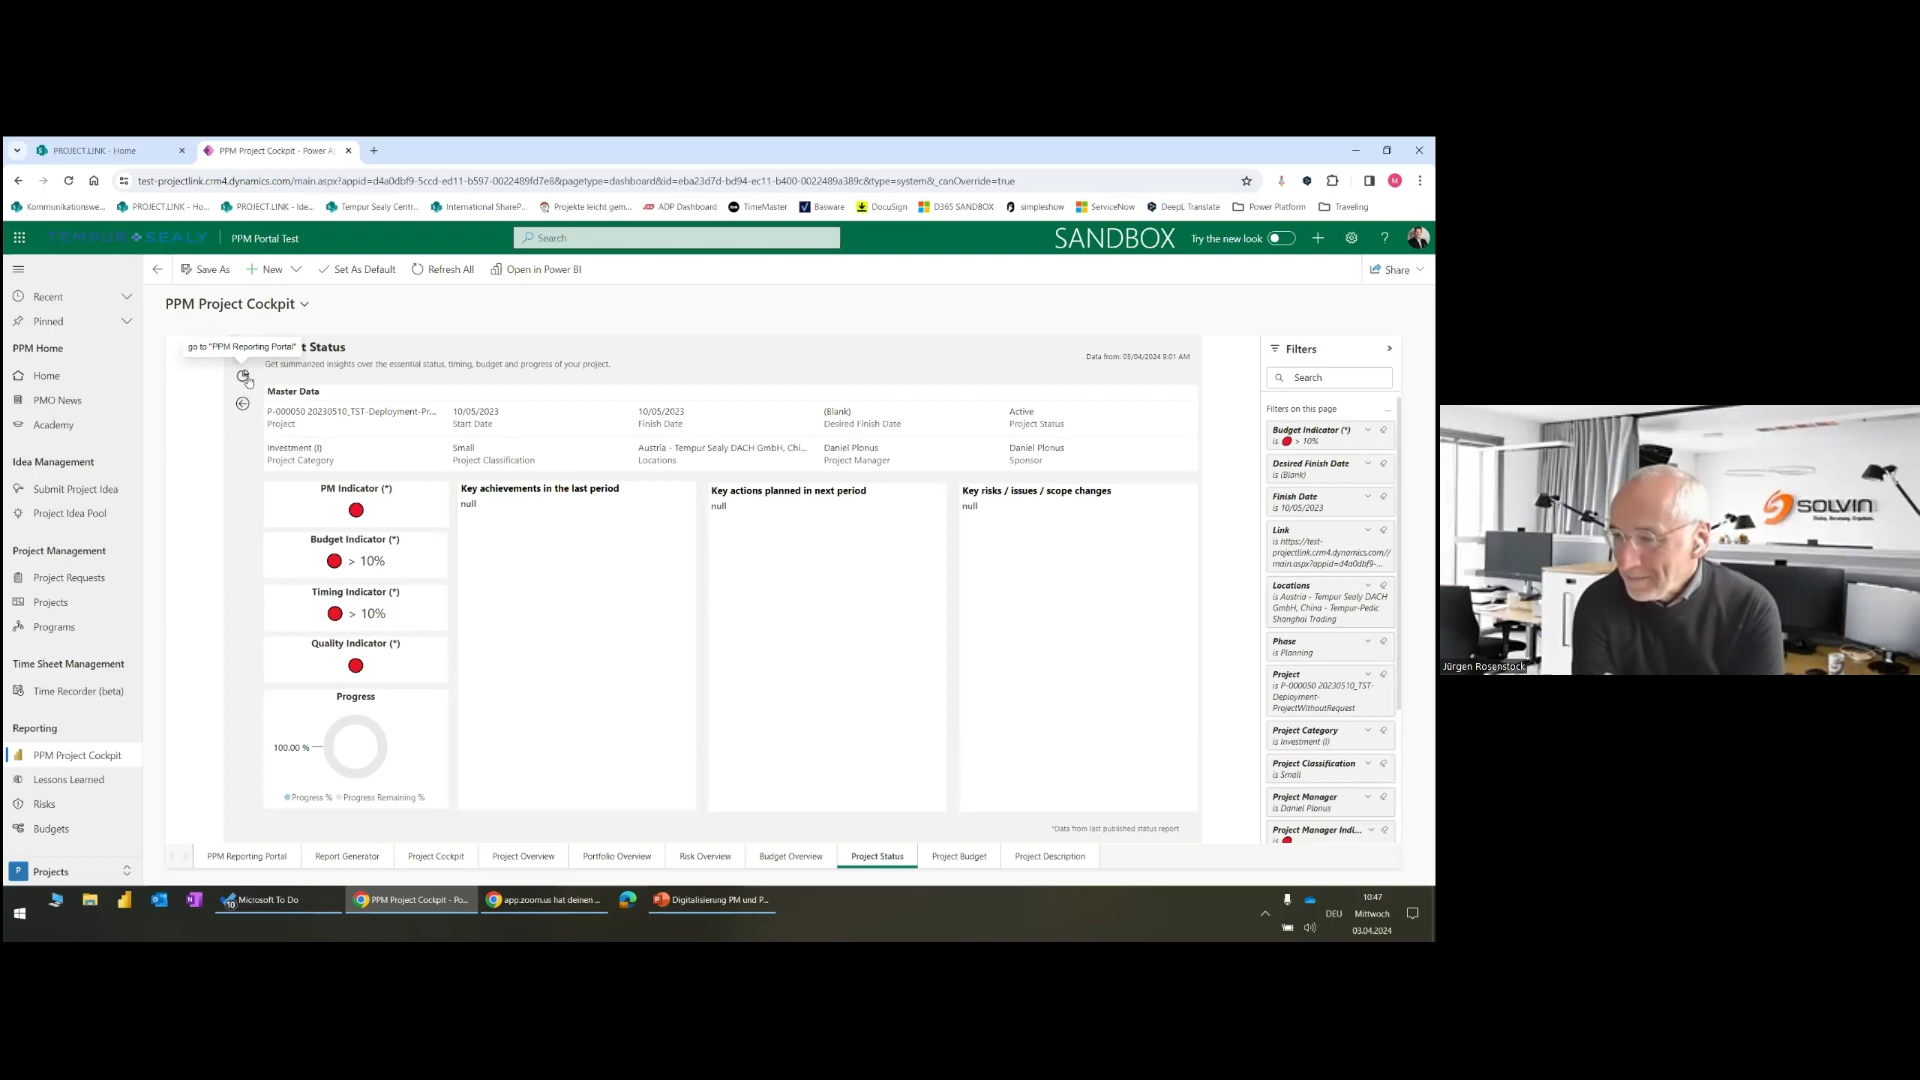 PROJECT.LINK - Home
PPM Project Cockpit - Power A
test-projectlink.crm4.dynamics.com/main.aspx?appid=d4a0dbf9-5ccd-ed11-b597-0022489fd7e8&pagetype=dashboard&id=eba23d7d-bd94-ec11-b400-0022489a389c&type=system&_canOverride=true
M
Kommunikationswe... PROJECT.LINK - Ho... PROJECT.LINK - Ide... Tempur Sealy Centr... International ShareP... Projekte leicht gem... ADP Dashboard TimeMaster Basware DocuSign D365 SANDBOX simpleshow ServiceNow DeepL Translate Power Platform Traveling
TEMPUR SEALY PPM Portal Test Search SANDBOX Try the new look
Save As New Set As Default Refresh All Open in Power BI Share
PPM Project Cockpit
Recent
Pinned
PPM Home
Home
PMO News
Academy
Idea Management
Submit Project Idea
Project Idea Pool
Project Management
Project Requests
Projects
Programs
Time Sheet Management
Time Recorder (beta)
Reporting
PPM Project Cockpit
Lessons Learned
Risks
Budgets
P Projects
go to "PPM Reporting Portal"
t Status
Get summarized insights over the essential status, timing, budget and progress of your project.
Data from: 03/04/2024 9:01 AM
Master Data
P-000050 20230510_TST-Deployment-Pr... 10/05/2023 10/05/2023 (Blank) Active
Project Start Date Finish Date Desired Finish Date Project Status
Investment (I) Small Austria - Tempur Sealy DACH GmbH, Chi... Daniel Plonus Daniel Plonus
Project Category Project Classification Locations Project Manager Sponsor
PM Indicator (*)
Budget Indicator (*)
> 10%
Timing Indicator (*)
> 10%
Quality Indicator (*)
Progress
100.00 %
Progress % Progress Remaining %
Key achievements in the last period
null
Key actions planned in next period
null
Key risks / issues / scope changes
null
*Data from last published status report
Filters
Search
Filters on this page
Budget Indicator (*)
is > 10%
Desired Finish Date
is (Blank)
Finish Date
is 10/05/2023
Link
is https://test-
projectlink.crm4.dynamics.com//
main.aspx?appid=d4a0dbf9-...
Locations
is Austria - Tempur Sealy DACH
GmbH, China - Tempur-Pedic
Shanghai Trading
Phase
is Planning
Project
is P-000050 20230510_TST-
Deployment-
ProjectWithoutRequest
Project Category
is Investment (I)
Project Classification
is Small
Project Manager
is Daniel Plonus
Project Manager Indi...
is
PPM Reporting Portal Report Generator Project Cockpit Project Overview Portfolio Overview Risk Overview Budget Overview Project Status Project Budget Project Description
Microsoft To Do
10
PPM Project Cockpit - Po...
app.zoom.us hat deinen ...
Digitalisierung PM und P...
DEU
10:47
Mittwoch
03.04.2024
SOLVIN
Jürgen Rosenstock